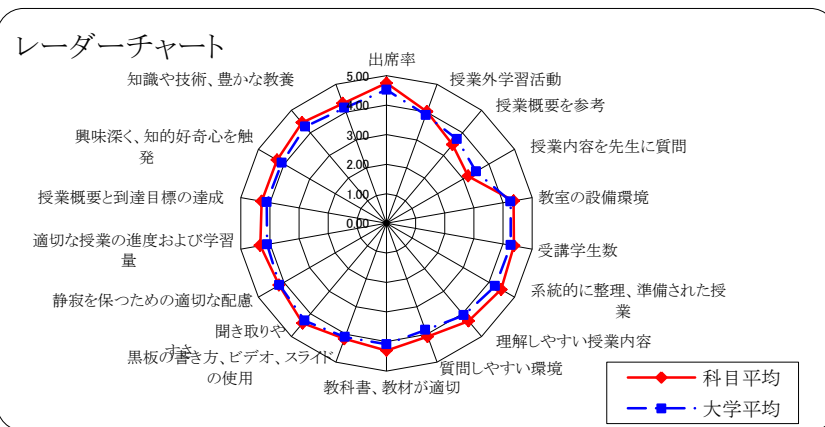 レーダーチャート
出席率
授業外学習活動
授業概要を参考
授業内容を先生に質問
教室の設備環境
受講学生数
系統的に整理、準備された授
業
理解しやすい授業内容
質問しやすい環境
教科書、教材が適切
黒板の書き方、ビデオ、スライド
の使用
聞き取りや
すさ
静寂を保つための適切な配慮
適切な授業の進度および学習
量
授業概要と到達目標の達成
興味深く、知的好奇心を触
発
知識や技術、豊かな教養
5.00
4.00
3.00
2.00
1.00
0.00
科目平均
大学平均